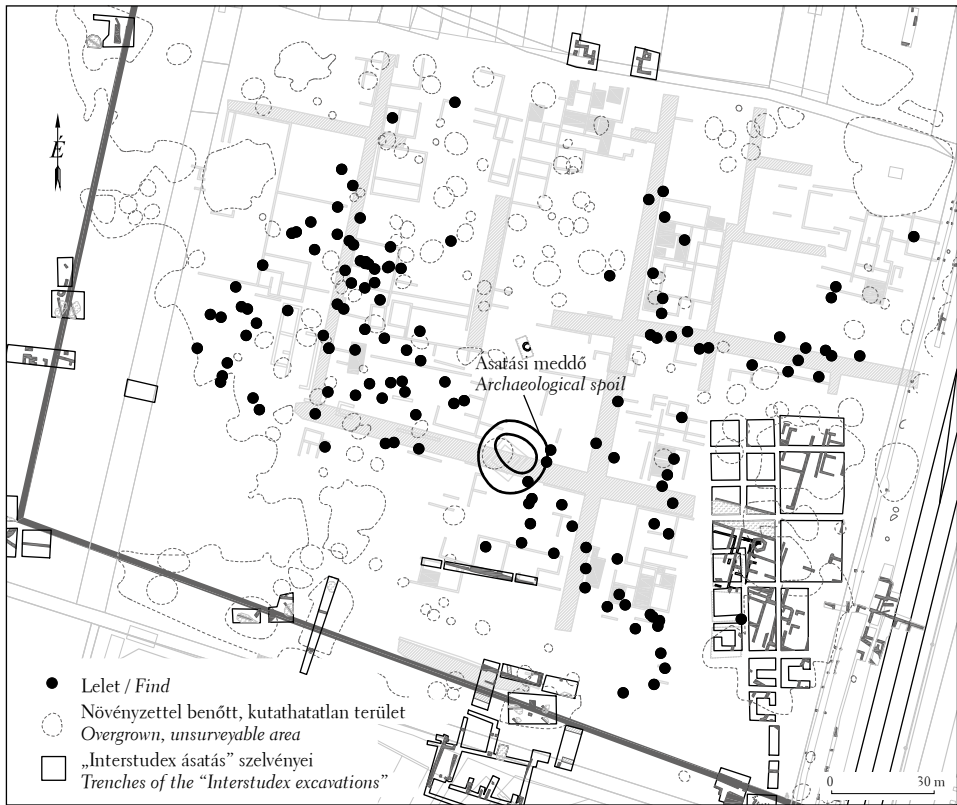 É
Ásatási meddő
Archaeological spoil
Lelet / Find
Növényzettel benőtt, kutathatatlan terület
Overgrown, unsurveyable area
„Interstudex ásatás” szelvényei
Trenches of the “Interstudex excavations”
0 30 m